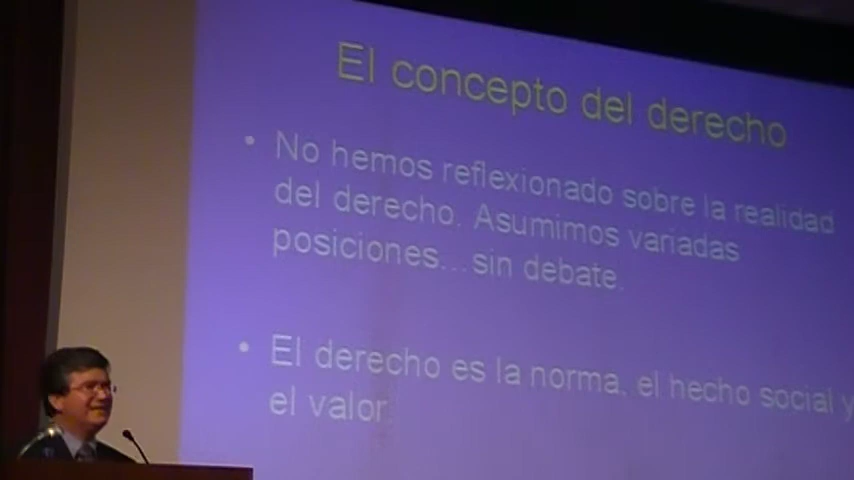 El concepto del derecho
• No hemos reflexionado sobre la realidad
del derecho. Asumimos variadas
posiciones...sin debate.
• El derecho es la norma, el hecho social y
el valor